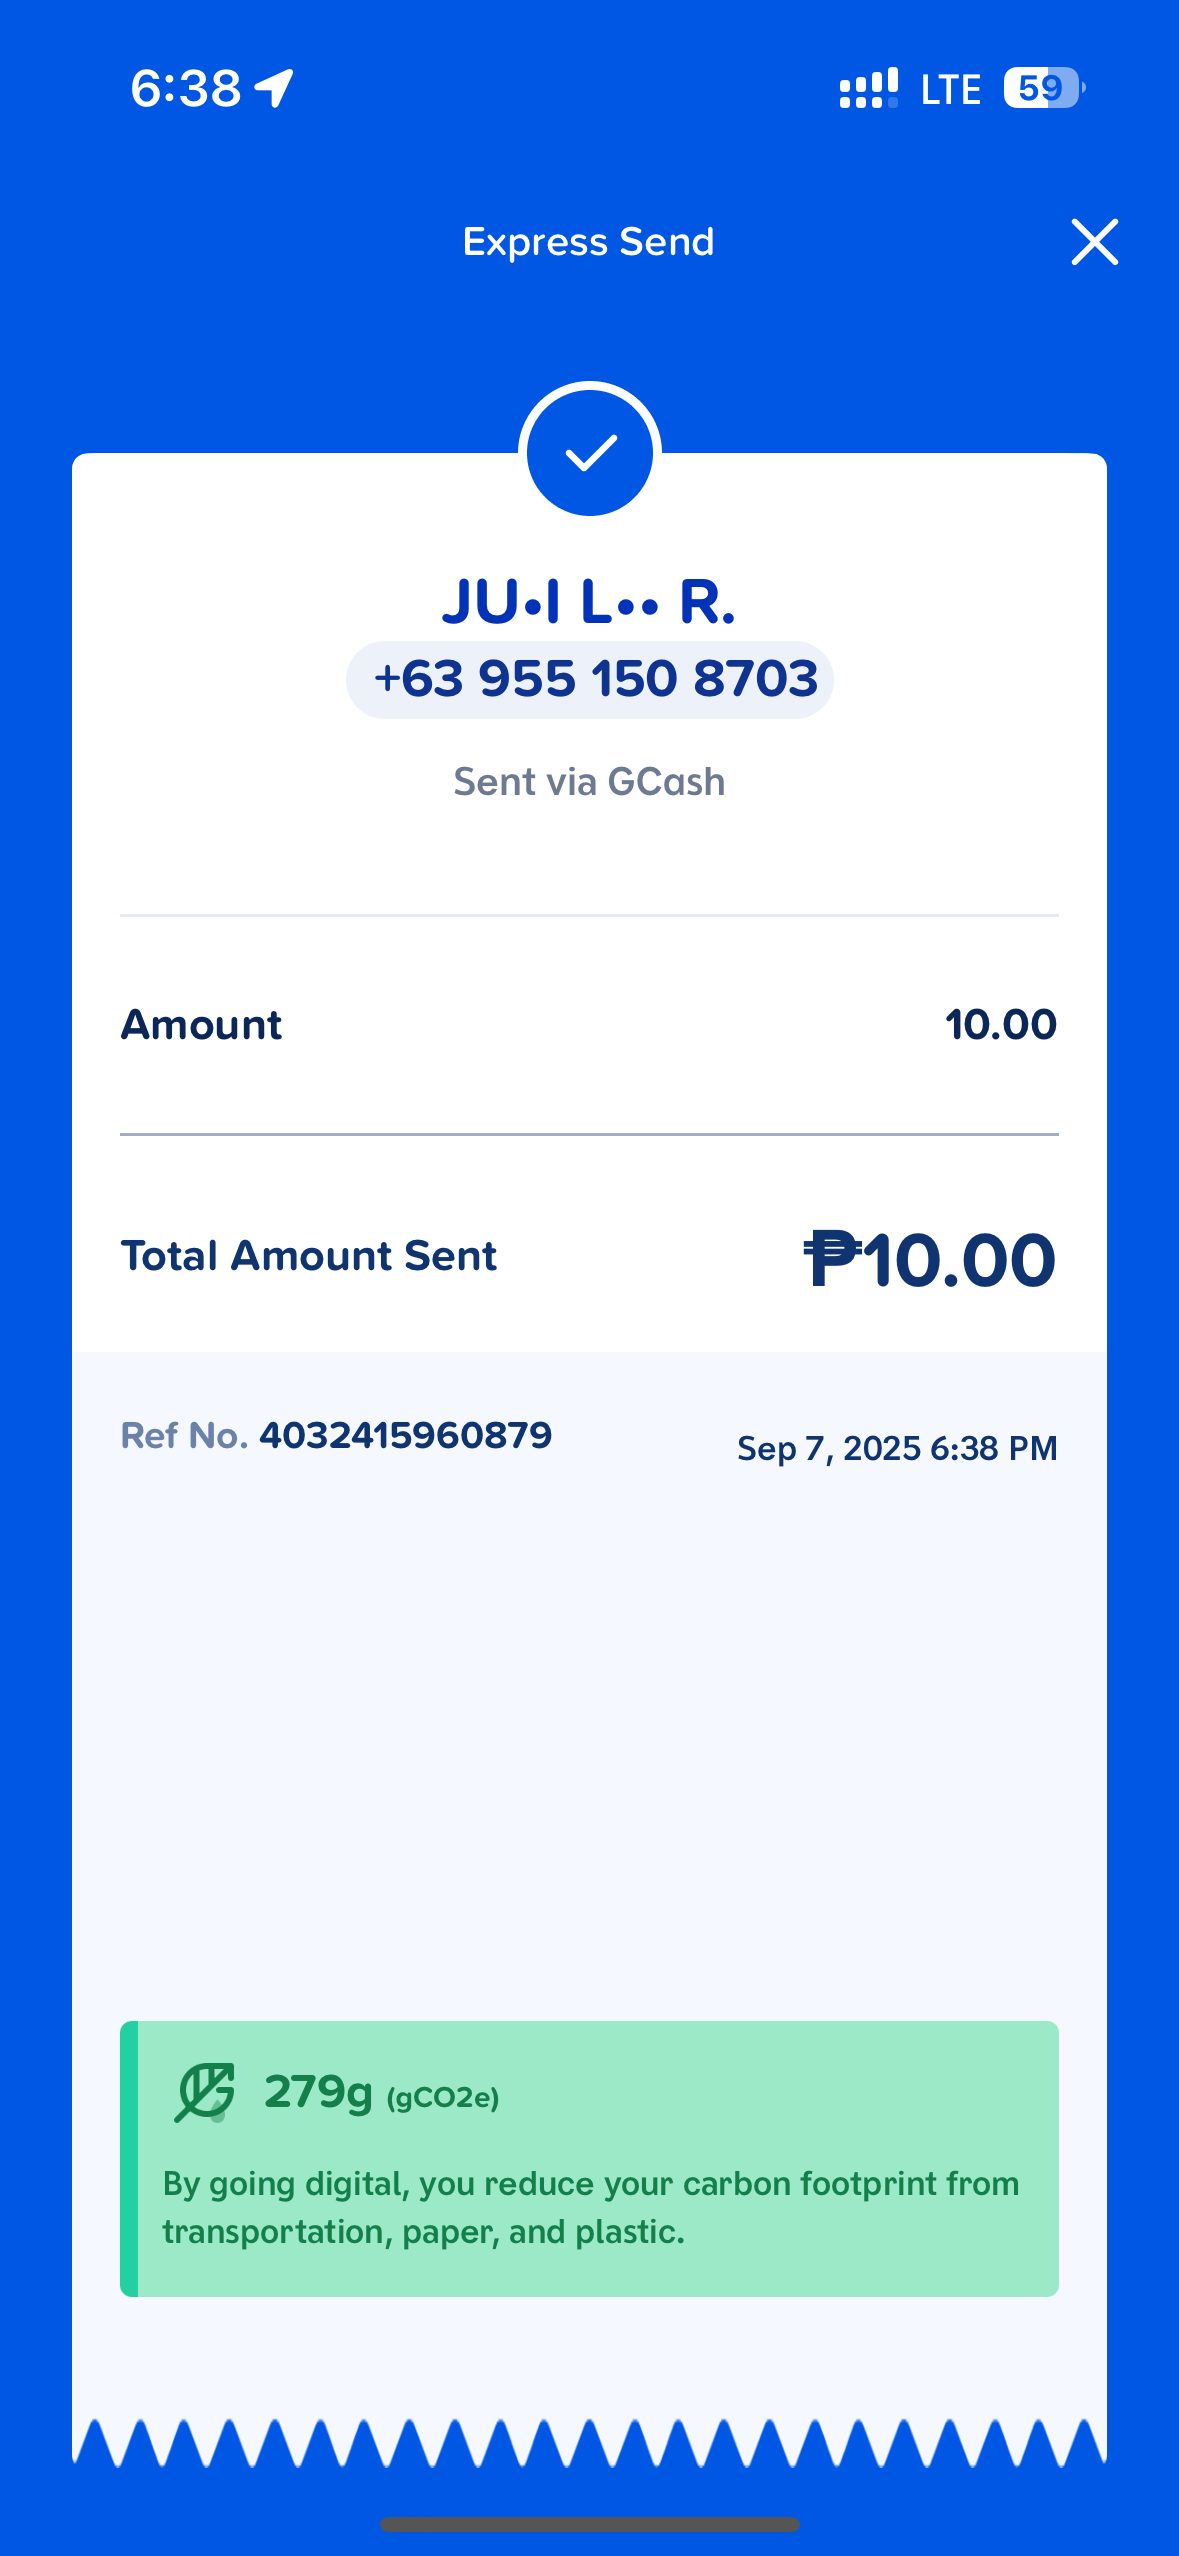 6:38
LTE
59
Express Send
JU•I L•• R.
+63 955 150 8703
Sent via GCash
Amount
10.00
Total Amount Sent
₱10.00
Ref No. 4032415960879
Sep 7, 2025 6:38 PM
279g (gCO2e)
By going digital, you reduce your carbon footprint from
transportation, paper, and plastic.